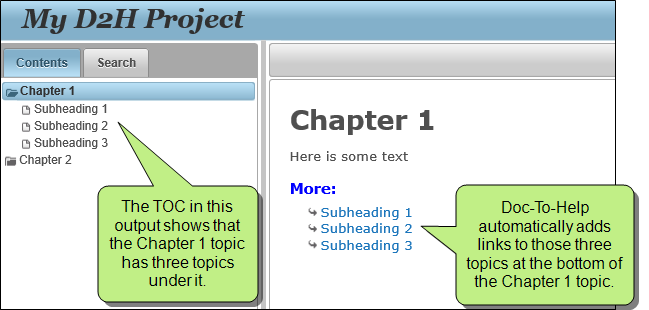 My D2H Project
Contents
Search
Chapter 1
Subheading 1
Subheading 2
Subheading 3
Chapter 2
The TOC in this
output shows that
the Chapter 1 topic
has three topics
under it.
Chapter 1
Here is some text
More:
Subheading 1
Subheading 2
Subheading 3
Doc-To-Help
automatically adds
links to those three
topics at the bottom of
the Chapter 1 topic.